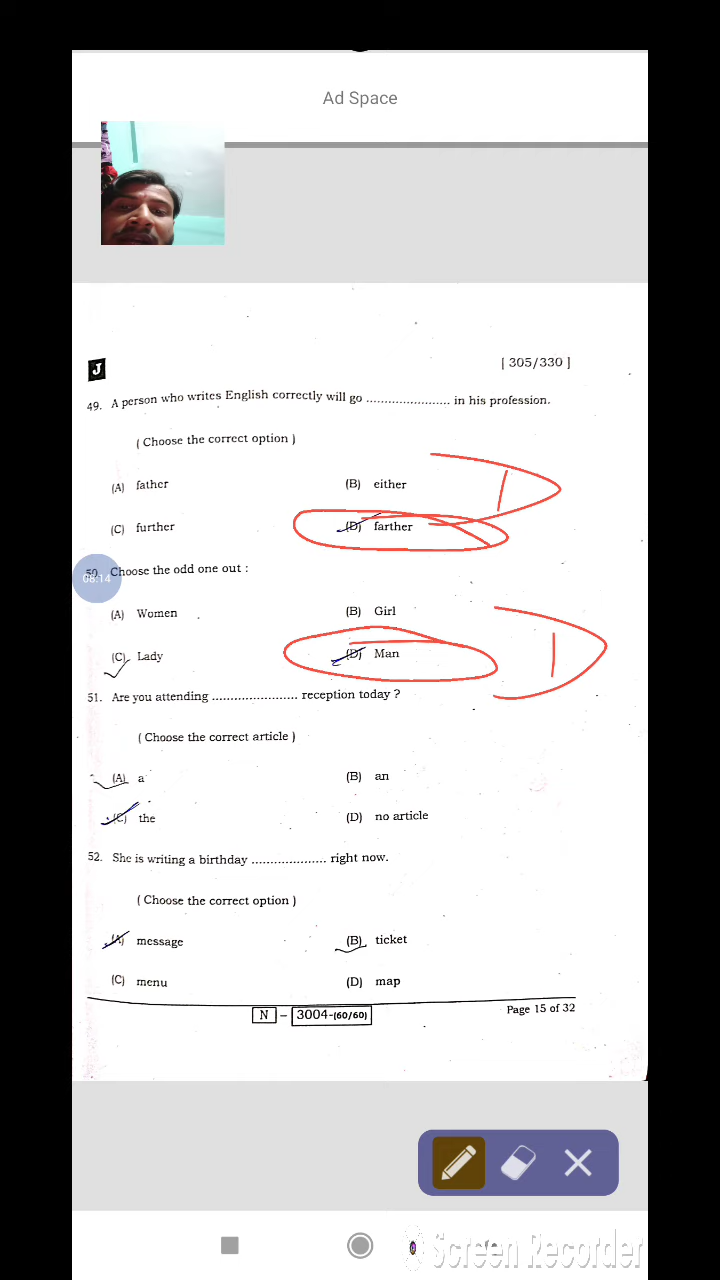 Ad Space
J
[ 305/330 ]
49. A person who writes English correctly will go ...................... in his profession.
( Choose the correct option )
(A) father (B) either
(C) further (D) farther
50. Choose the odd one out :
08:14
(A) Women (B) Girl
(C) Lady (D) Man
51. Are you attending ....................... reception today ?
( Choose the correct article )
(A) a (B) an
(C) the (D) no article
52. She is writing a birthday .................... right now.
( Choose the correct option )
(A) message (B) ticket
(C) menu (D) map
N – 3004-(60/60) Page 15 of 32
Screen Recorder